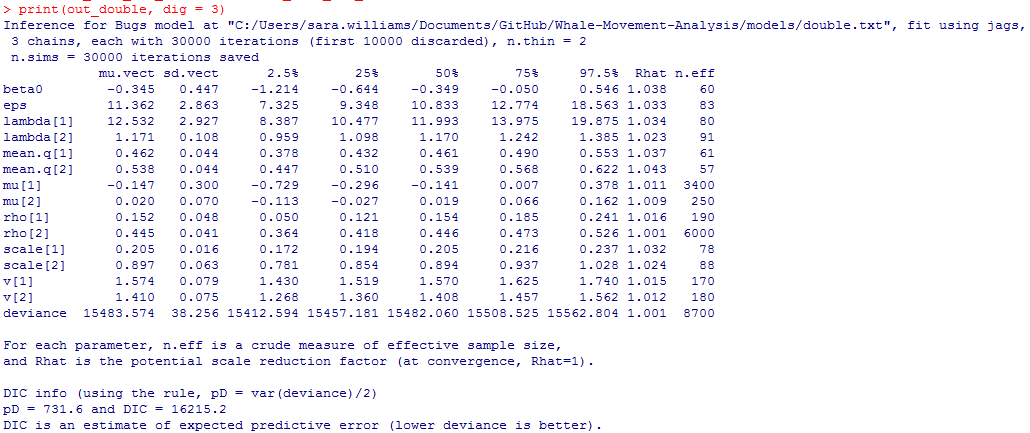 > print(out_double, dig = 3)
Inference for Bugs model at "C:/Users/sara.williams/Documents/GitHub/Whale-Movement-Analysis/models/double.txt", fit using jags,
 3 chains, each with 30000 iterations (first 10000 discarded), n.thin = 2
 n.sims = 30000 iterations saved
            mu.vect sd.vect      2.5%       25%       50%       75%     97.5%  Rhat n.eff
beta0        -0.345   0.447    -1.214    -0.644    -0.349    -0.050     0.546 1.038    60
eps          11.362   2.863     7.325     9.348    10.833    12.774    18.563 1.033    83
lambda[1]    12.532   2.927     8.387    10.477    11.993    13.975    19.875 1.034    80
lambda[2]     1.171   0.108     0.959     1.098     1.170     1.242     1.385 1.023    91
mean.q[1]     0.462   0.044     0.378     0.432     0.461     0.490     0.553 1.037    61
mean.q[2]     0.538   0.044     0.447     0.510     0.539     0.568     0.622 1.043    57
mu[1]        -0.147   0.300    -0.729    -0.296    -0.141     0.007     0.378 1.011  3400
mu[2]         0.020   0.070    -0.113    -0.027     0.019     0.066     0.162 1.009   250
rho[1]        0.152   0.048     0.050     0.121     0.154     0.185     0.241 1.016   190
rho[2]        0.445   0.041     0.364     0.418     0.446     0.473     0.526 1.001  6000
scale[1]      0.205   0.016     0.172     0.194     0.205     0.216     0.237 1.032    78
scale[2]      0.897   0.063     0.781     0.854     0.894     0.937     1.028 1.024    88
v[1]          1.574   0.079     1.430     1.519     1.570     1.625     1.740 1.015   170
v[2]          1.410   0.075     1.268     1.360     1.408     1.457     1.562 1.012   180
deviance  15483.574  38.256 15412.594 15457.181 15482.060 15508.525 15562.804 1.001  8700
For each parameter, n.eff is a crude measure of effective sample size,
and Rhat is the potential scale reduction factor (at convergence, Rhat=1).
DIC info (using the rule, pD = var(deviance)/2)
pD = 731.6 and DIC = 16215.2
DIC is an estimate of expected predictive error (lower deviance is better).